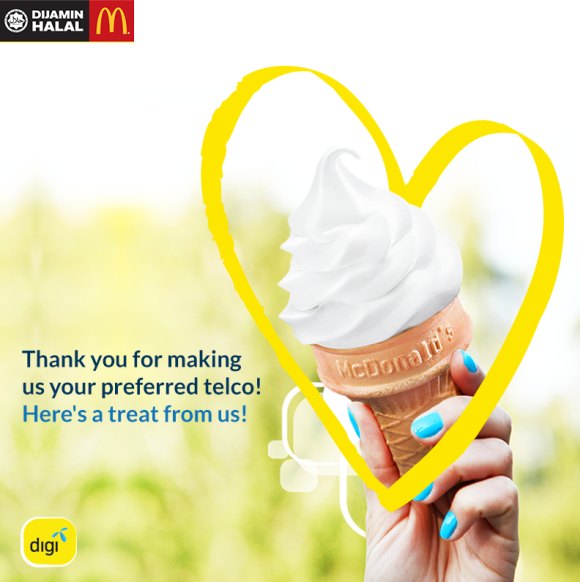 DIJAMIN
HALAL
McDonald's
Thank you for making
us your preferred telco!
Here's a treat from us!
digi